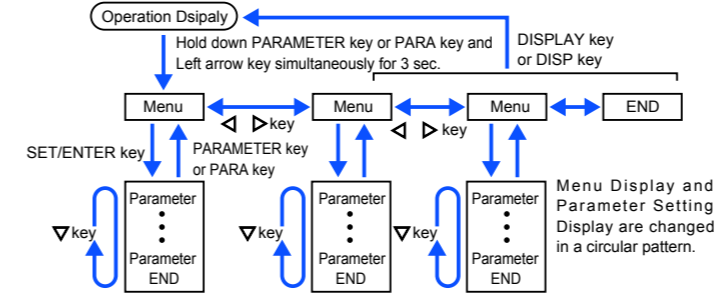 Operation Dsipaly
Hold down PARAMETER key or PARA key and
Left arrow key simultaneously for 3 sec.
DISPLAY key
or DISP key
Menu
Menu
Menu
END
key
key
SET/ENTER key
PARAMETER key
or PARA key
Parameter
Parameter
END
key
Parameter
Parameter
END
key
Parameter
Parameter
END
key
Menu Display and
Parameter Setting
Display are changed
in a circular pattern.